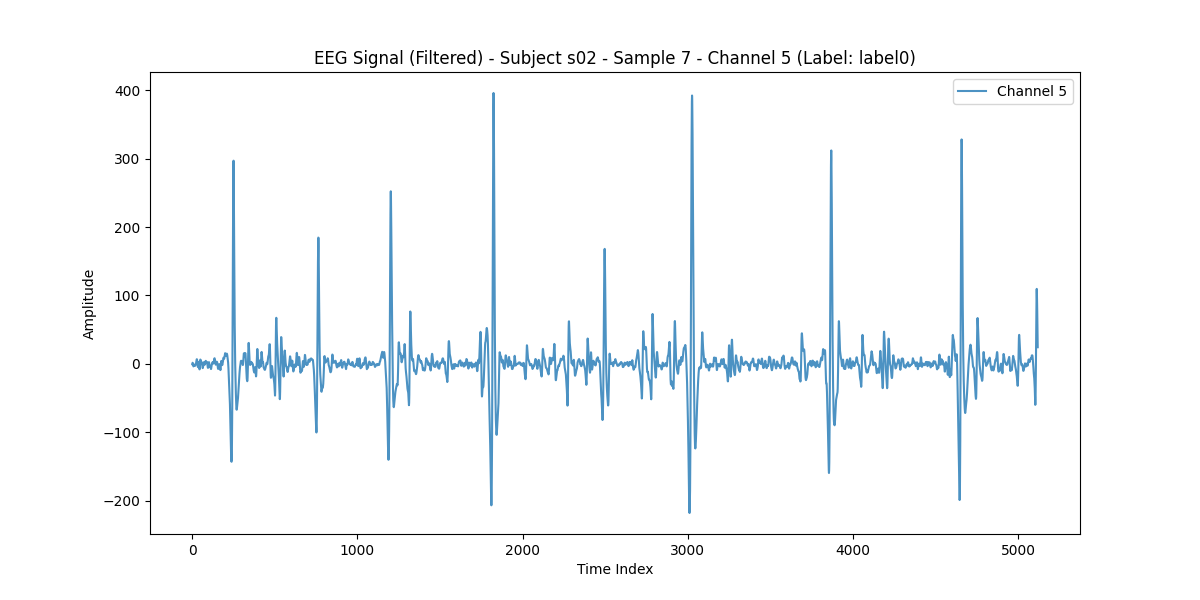 EEG Signal (Filtered) - Subject s02 - Sample 7 - Channel 5 (Label: label0)
Channel 5
400
300
200
100
0
−100
−200
Amplitude
0 1000 2000 3000 4000 5000
Time Index